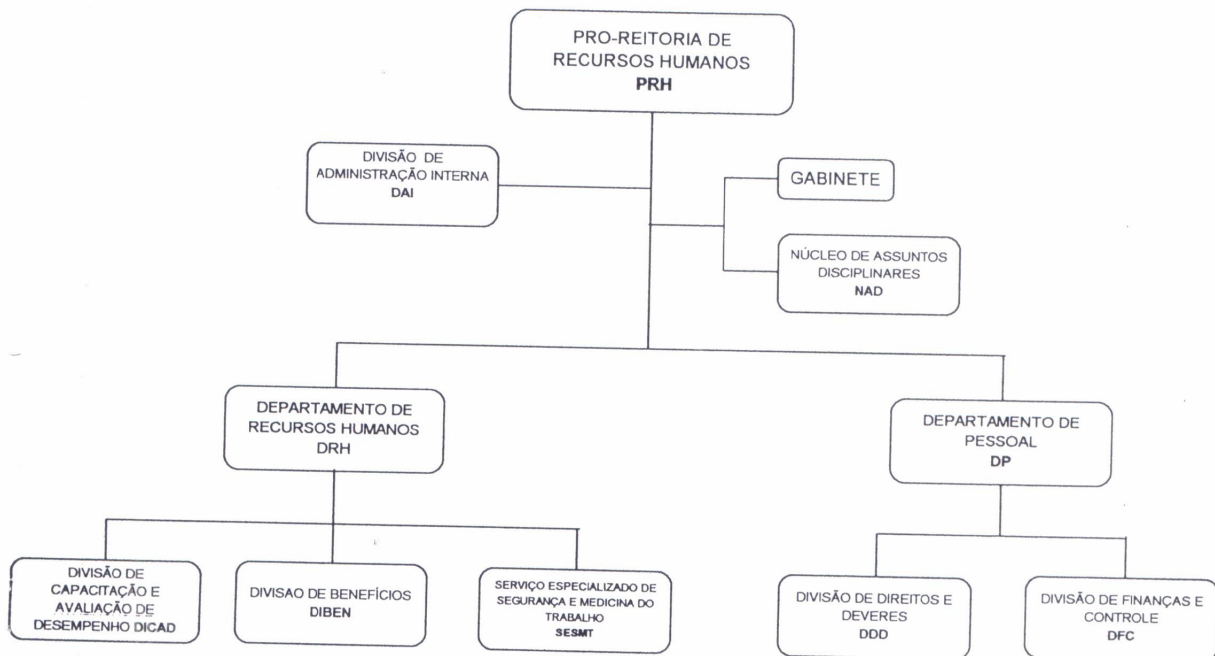 PRO-REITORIA DE
RECURSOS HUMANOS
PRH
DIVISÃO DE
ADMINISTRAÇÃO INTERNA
DAI
GABINETE
NÚCLEO DE ASSUNTOS
DISCIPLINARES
NAD
DEPARTAMENTO DE
RECURSOS HUMANOS
DRH
DEPARTAMENTO DE
PESSOAL
DP
DIVISÃO DE
CAPACITAÇÃO E
AVALIAÇÃO DE
DESEMPENHO DICAD
DIVISAO DE BENEFÍCIOS
DIBEN
SERVIÇO ESPECIALIZADO DE
SEGURANÇA E MEDICINA DO
TRABALHO
SESMT
DIVISÃO DE DIREITOS E
DEVERES
DDD
DIVISÃO DE FINANÇAS E
CONTROLE
DFC